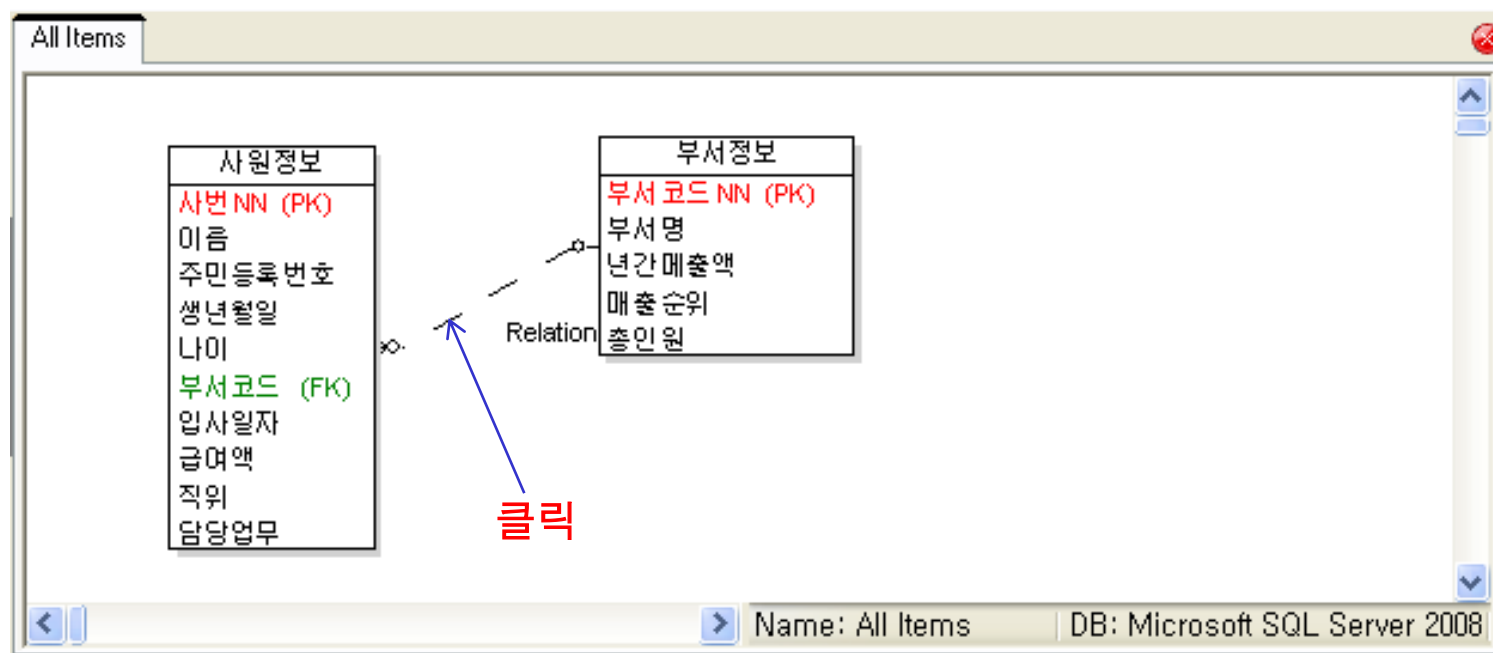 All Items
사원정보
사번 NN (PK)
이름
주민등록번호
생년월일
나이
부서코드 (FK)
입사일자
급여액
직위
담당업무
부서정보
부서코드 NN (PK)
부서명
년간매출액
매출순위
총인원
Relation
클릭
Name: All Items
DB: Microsoft SQL Server 2008